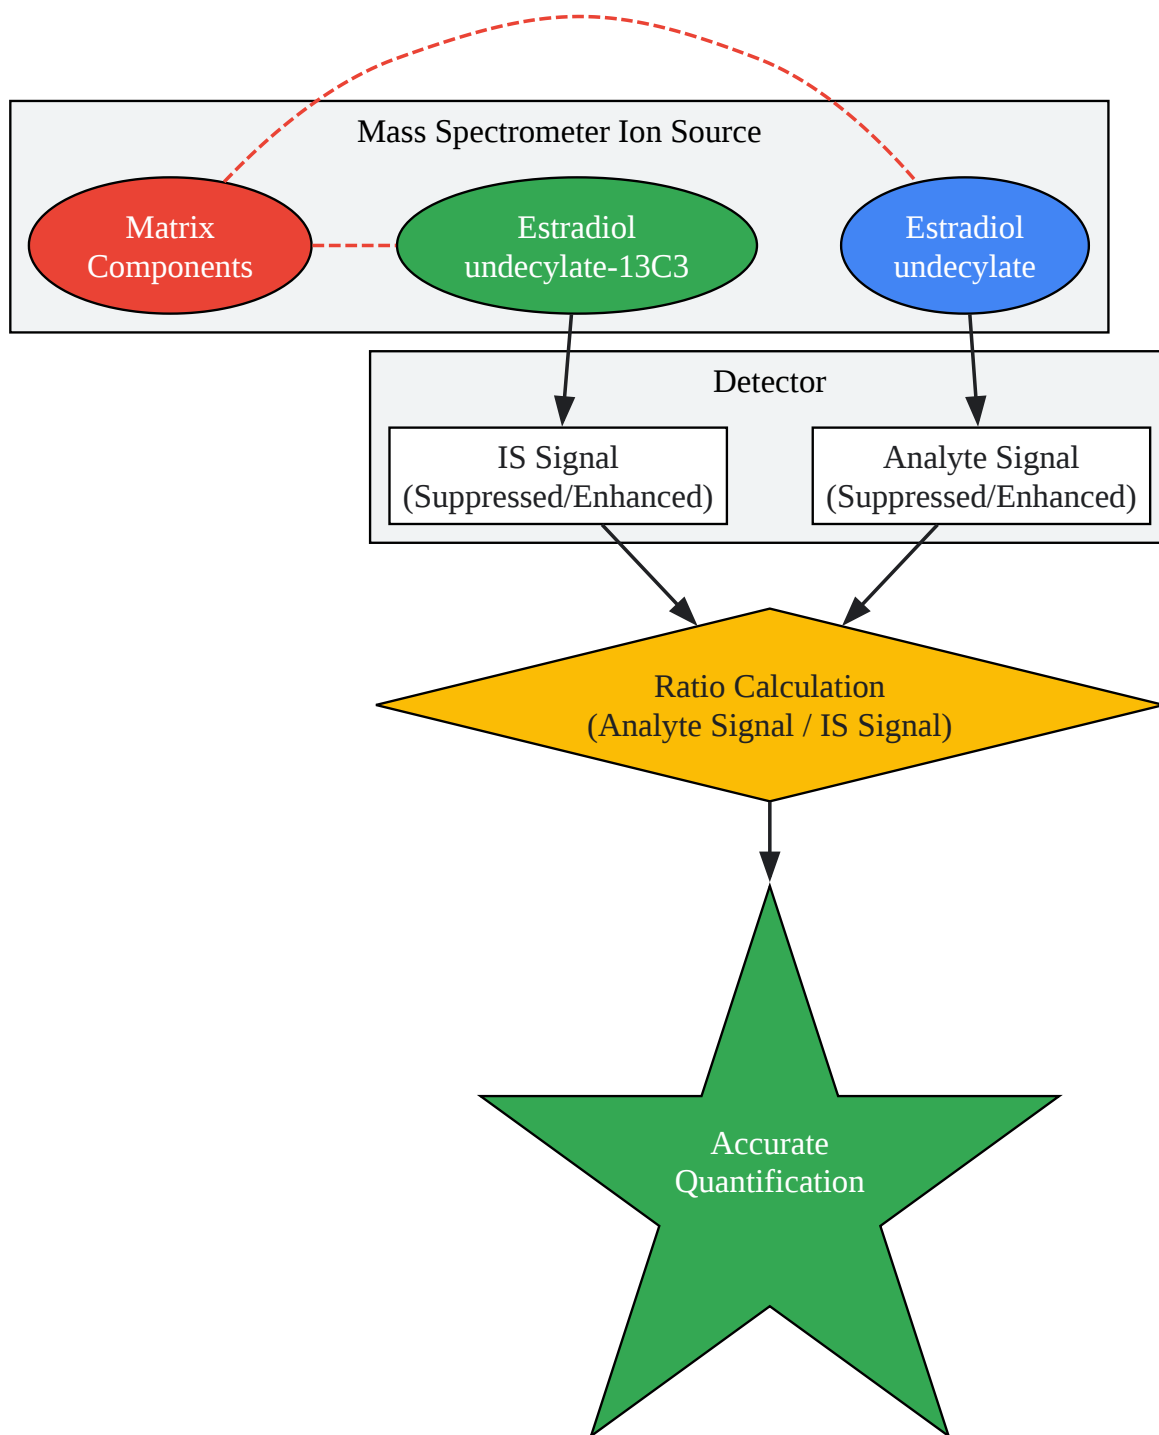 Mass Spectrometer Ion Source
Matrix
Components
Estradiol
undecylate-13C3
Estradiol
undecylate
Detector
IS Signal
(Suppressed/Enhanced)
Analyte Signal
(Suppressed/Enhanced)
Ratio Calculation
(Analyte Signal / IS Signal)
Accurate
Quantification